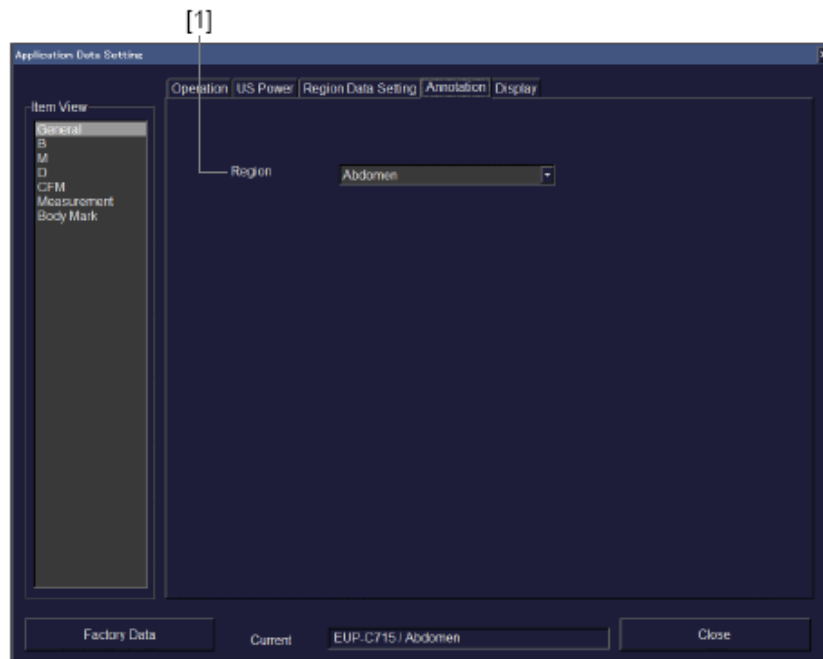 [1]
Application Data Setting
Operation US Power Region Data Setting Annotation Display
Item View
General
B
M
D
CFM
Measurement
Body Mark
Region Abdomen
Factory Data Current EUP-C715 / Abdomen Close